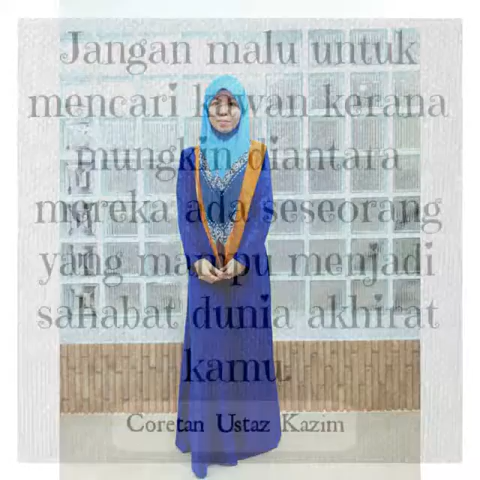 Jangan malu untuk
mencari kawan kerana
mungkin diantara
mereka ada seseorang
yang mampu menjadi
sahabat dunia akhirat
kamu.
Coretan Ustaz Kazim